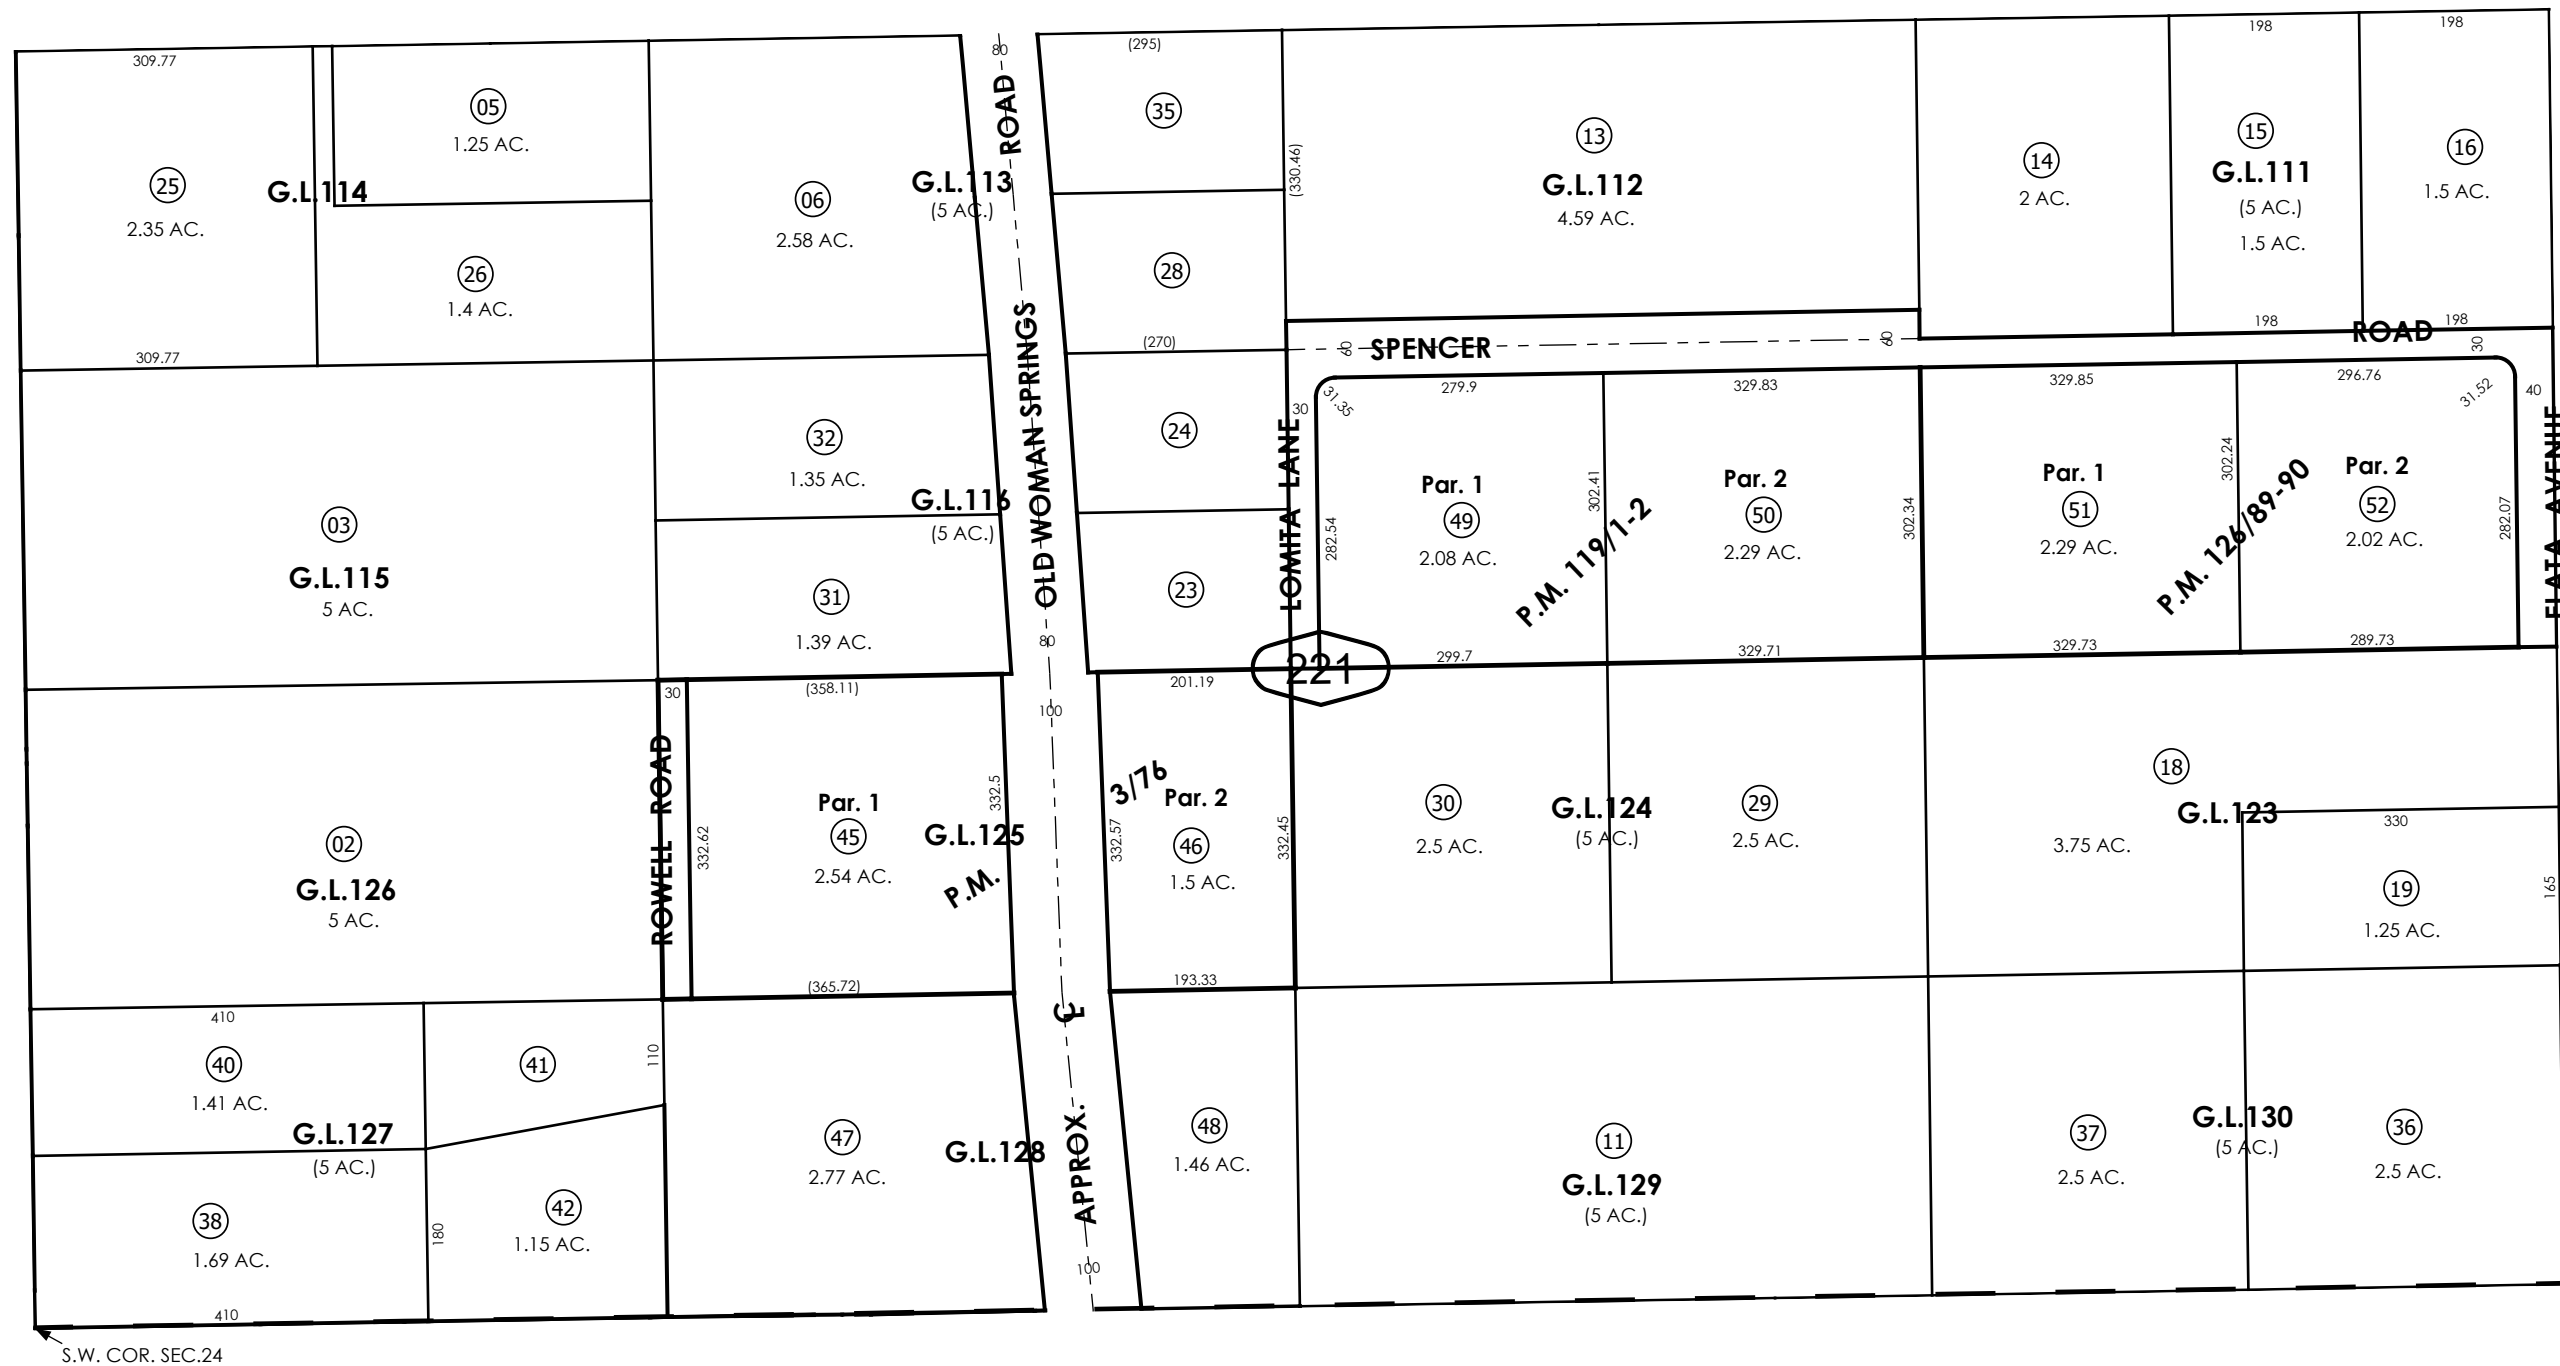 309.77
80
(295)
198
198
05
1.25 AC.
ROAD
35
13
14
15
16
25
G.L.114
2.35 AC.
06
2.58 AC.
G.L.113
(5 AC.)
(330.46)
G.L.112
4.59 AC.
2 AC.
G.L.111
(5 AC.)
1.5 AC.
1.5 AC.
26
1.4 AC.
28
309.77
(270)
198
198
60
SPENCER
60
ROAD
30
OLD WOMAN SPRINGS
279.9
329.83
329.85
296.76
31.35
31.52
30
40
32
1.35 AC.
24
LOMITA LANE
G.L.116
(5 AC.)
03
G.L.115
5 AC.
282.54
Par. 1
49
2.08 AC.
302.41
P.M. 119/1-2
Par. 2
50
2.29 AC.
302.34
Par. 1
51
2.29 AC.
302.24
P.M. 126/89-90
Par. 2
52
2.02 AC.
282.07
AVENUE
31
1.39 AC.
23
80
221
299.7
329.71
329.73
289.73
30
(358.11)
201.19
100
ROWELL ROAD
02
G.L.126
5 AC.
332.62
Par. 1
45
2.54 AC.
332.5
G.L.125
P.M.
3/76
Par. 2
332.57
46
1.5 AC.
332.45
30
2.5 AC.
G.L.124
(5 AC.)
29
2.5 AC.
18
G.L.123
3.75 AC.
330
19
1.25 AC.
165
(365.72)
193.33
410
40
1.41 AC.
41
110
G.L.127
(5 AC.)
47
2.77 AC.
G.L.128
APPROX.
48
1.46 AC.
11
G.L.129
(5 AC.)
37
2.5 AC.
G.L.130
(5 AC.)
36
2.5 AC.
38
1.69 AC.
180
42
1.15 AC.
100
410
S.W. COR. SEC.24